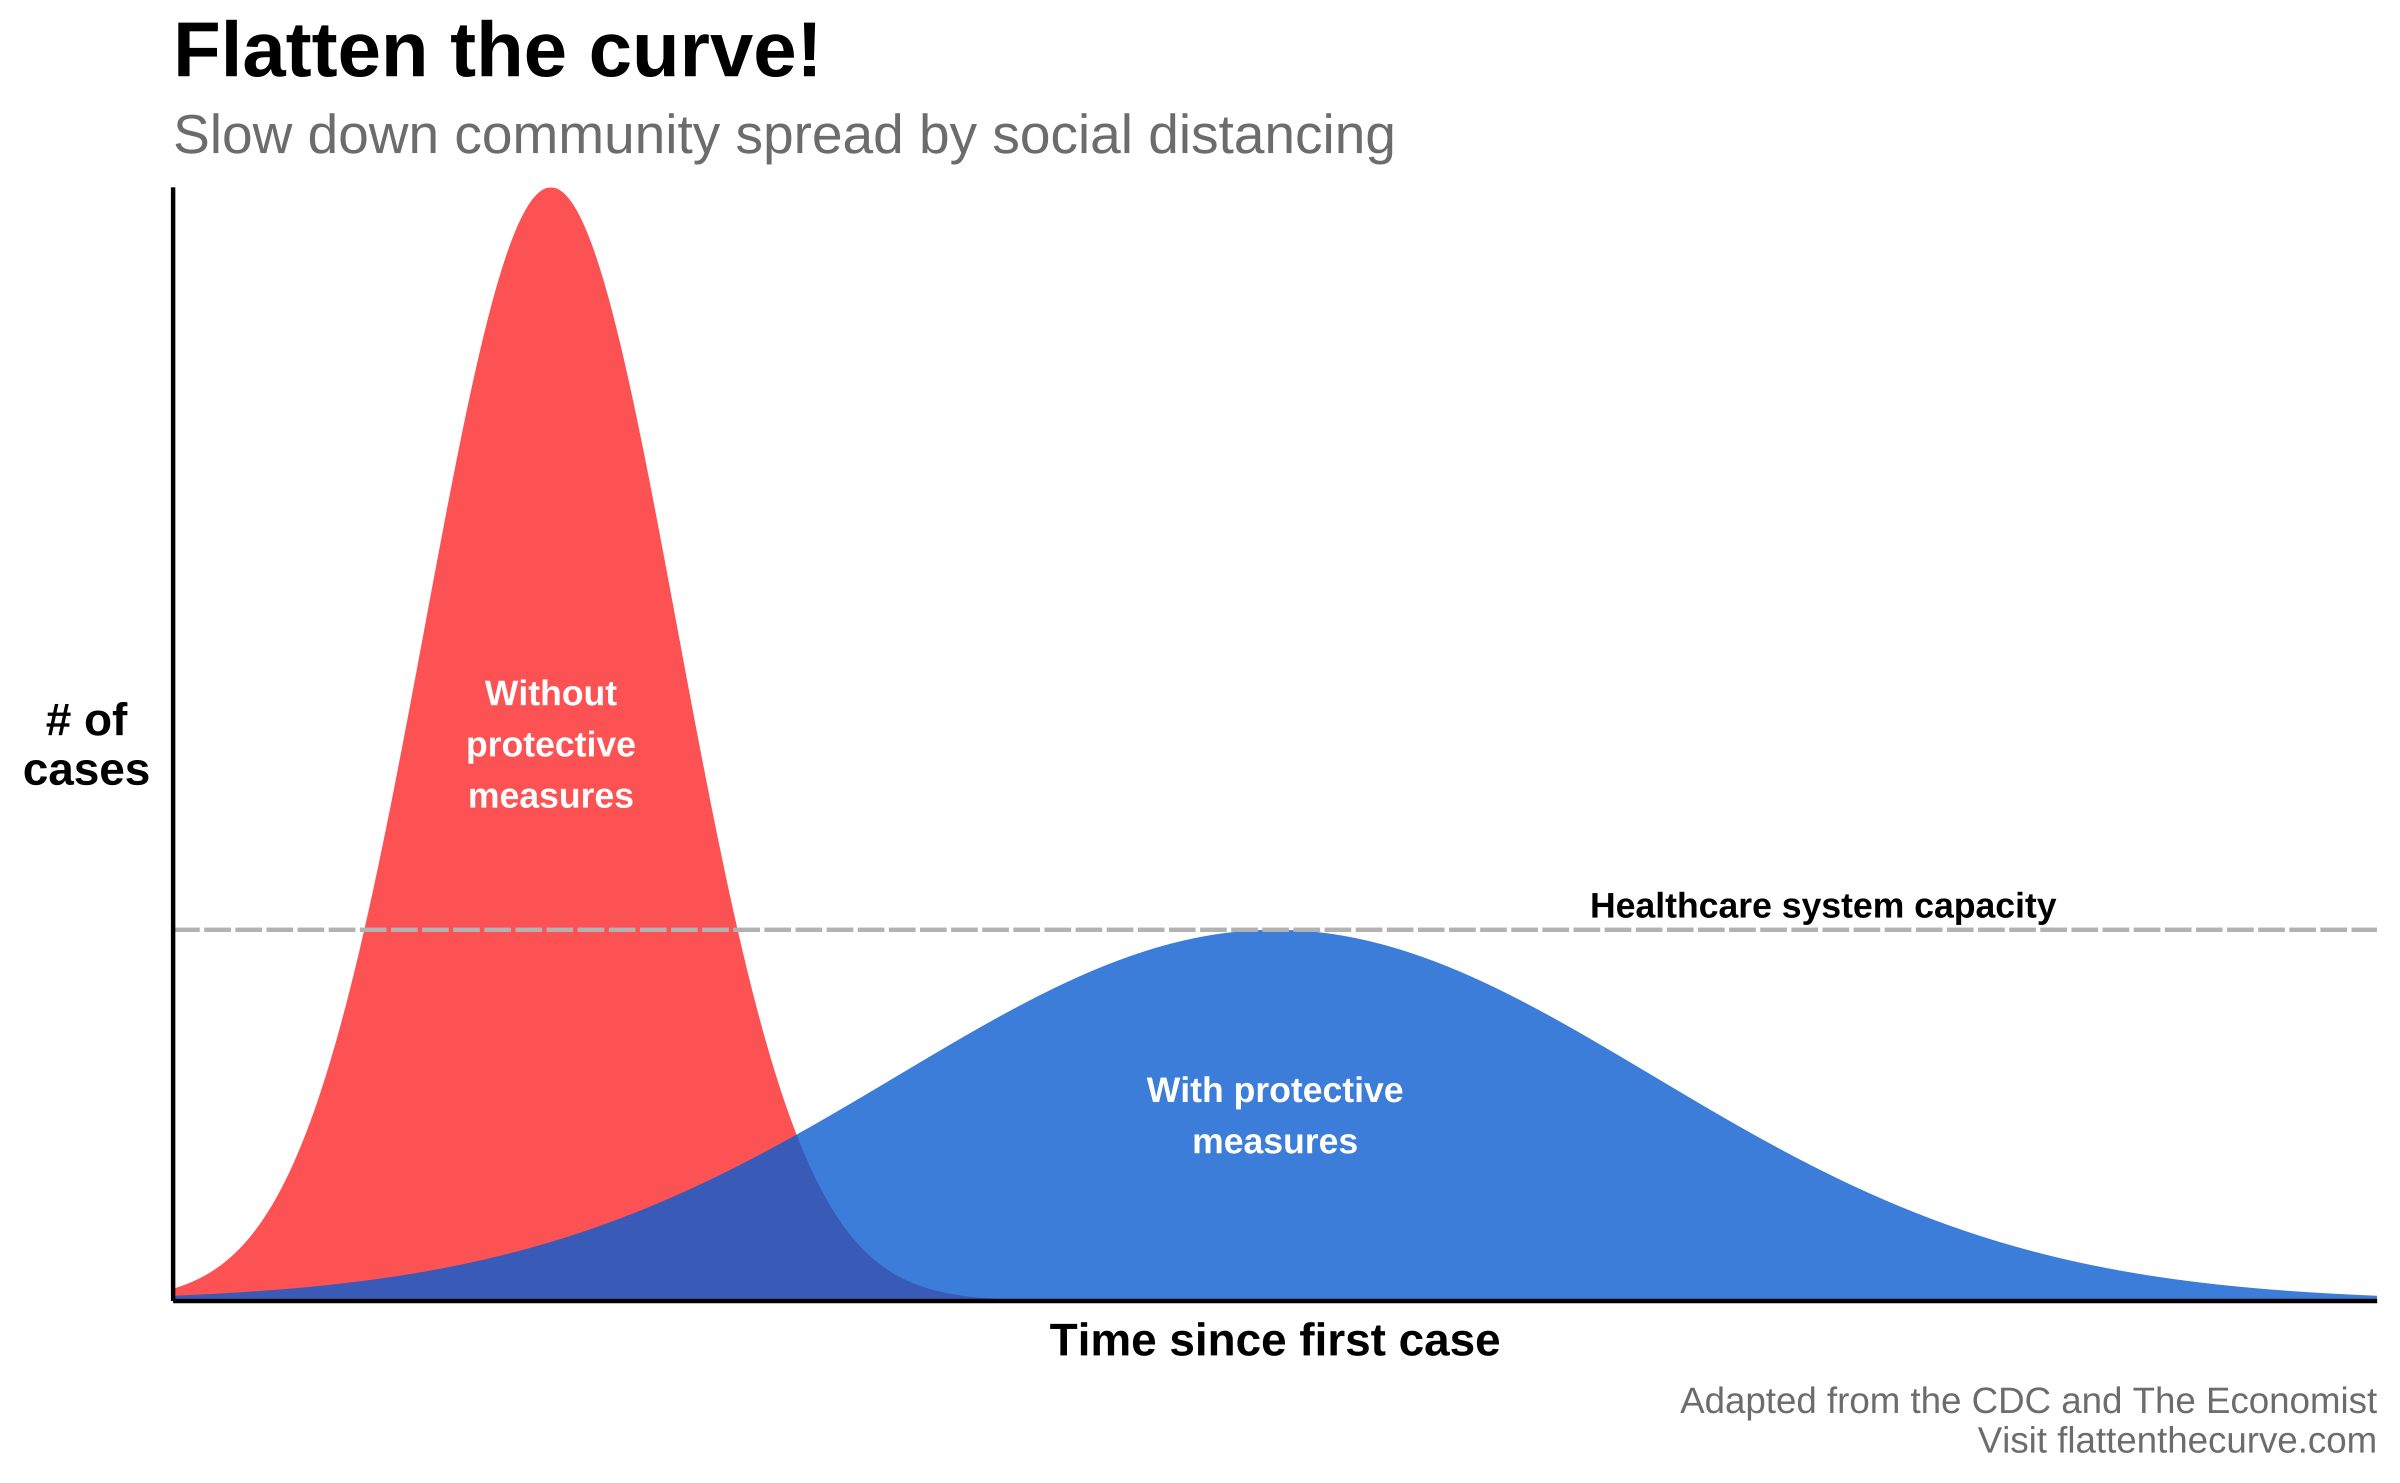 Flatten the curve!
Slow down community spread by social distancing
Without
protective
measures
# of
cases
Healthcare system capacity
With protective
measures
Time since first case
Adapted from the CDC and The Economist
Visit flattenthecurve.com